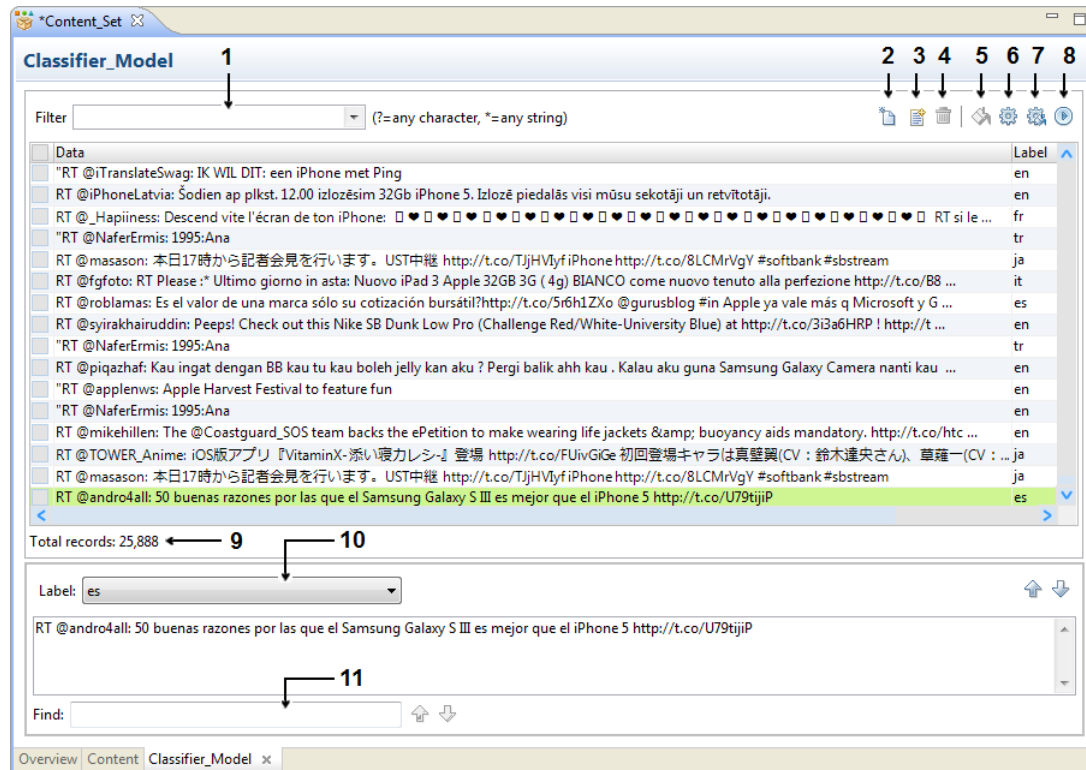 *Content_Set
Classifier_Model
1 2 3 4 5 6 7 8
Filter (?=any character, *=any string)
Data Label
"RT @iTranslateSwag: IK WIL DIT: een iPhone met Ping en
RT @iPhoneLatvia: Šodien ap plkst. 12.00 izlozēsim 32Gb iPhone 5. Izlozē piedalās visi mūsu sekotāji un retvītotāji. en
RT @_Hapiiness: Descend vite l'écran de ton iPhone: ▯♥▯♥▯♥▯♥▯♥▯♥▯♥▯♥▯♥▯♥▯♥▯♥▯♥▯♥▯♥▯♥▯♥▯♥▯♥▯ RT si le ... fr
"RT @NaferErmis: 1995:Ana tr
RT @masason: 本日17時から記者会見を行います。UST中継 http://t.co/TJjHVIyf iPhone http://t.co/8LCMrVgY #softbank #sbstream ja
RT @fgfoto: RT Please :* Ultimo giorno in asta: Nuovo iPad 3 Apple 32GB 3G ( 4g) BIANCO come nuovo tenuto alla perfezione http://t.co/B8 ... it
RT @roblamas: Es el valor de una marca sólo su cotización bursátil?http://t.co/5r6h1ZXo @gurusblog #in Apple ya vale más q Microsoft y G ... es
RT @syirakhairuddin: Peeps! Check out this Nike SB Dunk Low Pro (Challenge Red/White-University Blue) at http://t.co/3i3a6HRP ! http://t ... en
"RT @NaferErmis: 1995:Ana tr
RT @piqazhaf: Kau ingat dengan BB kau tu kau boleh jelly kan aku ? Pergi balik ahh kau . Kalau aku guna Samsung Galaxy Camera nanti kau ... en
"RT @applenws: Apple Harvest Festival to feature fun en
"RT @NaferErmis: 1995:Ana en
RT @mikehillen: The @Coastguard_SOS team backs the ePetition to make wearing life jackets &amp; buoyancy aids mandatory. http://t.co/htc ... en
RT @TOWER_Anime: iOS版アプリ『VitaminX-添い寝カレシ-』登場 http://t.co/FUivGiGe 初回登場キャラは真壁翼(CV：鈴木達央さん)、草薙一(CV：... ja
RT @masason: 本日17時から記者会見を行います。UST中継 http://t.co/TJjHVIyf iPhone http://t.co/8LCMrVgY #softbank #sbstream ja
RT @andro4all: 50 buenas razones por las que el Samsung Galaxy S III es mejor que el iPhone 5 http://t.co/U79tijiP es
Total records: 25,888 9 10
Label: es
RT @andro4all: 50 buenas razones por las que el Samsung Galaxy S III es mejor que el iPhone 5 http://t.co/U79tijiP
11
Find:
Overview Content Classifier_Model